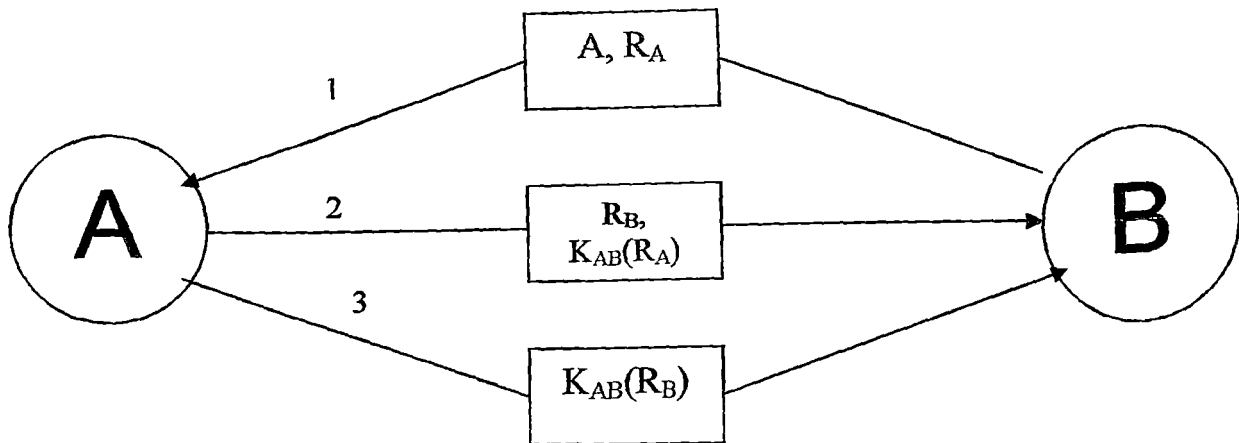 A, R_A
1
A
2
R_B,
K_AB(R_A)
B
3
K_AB(R_B)